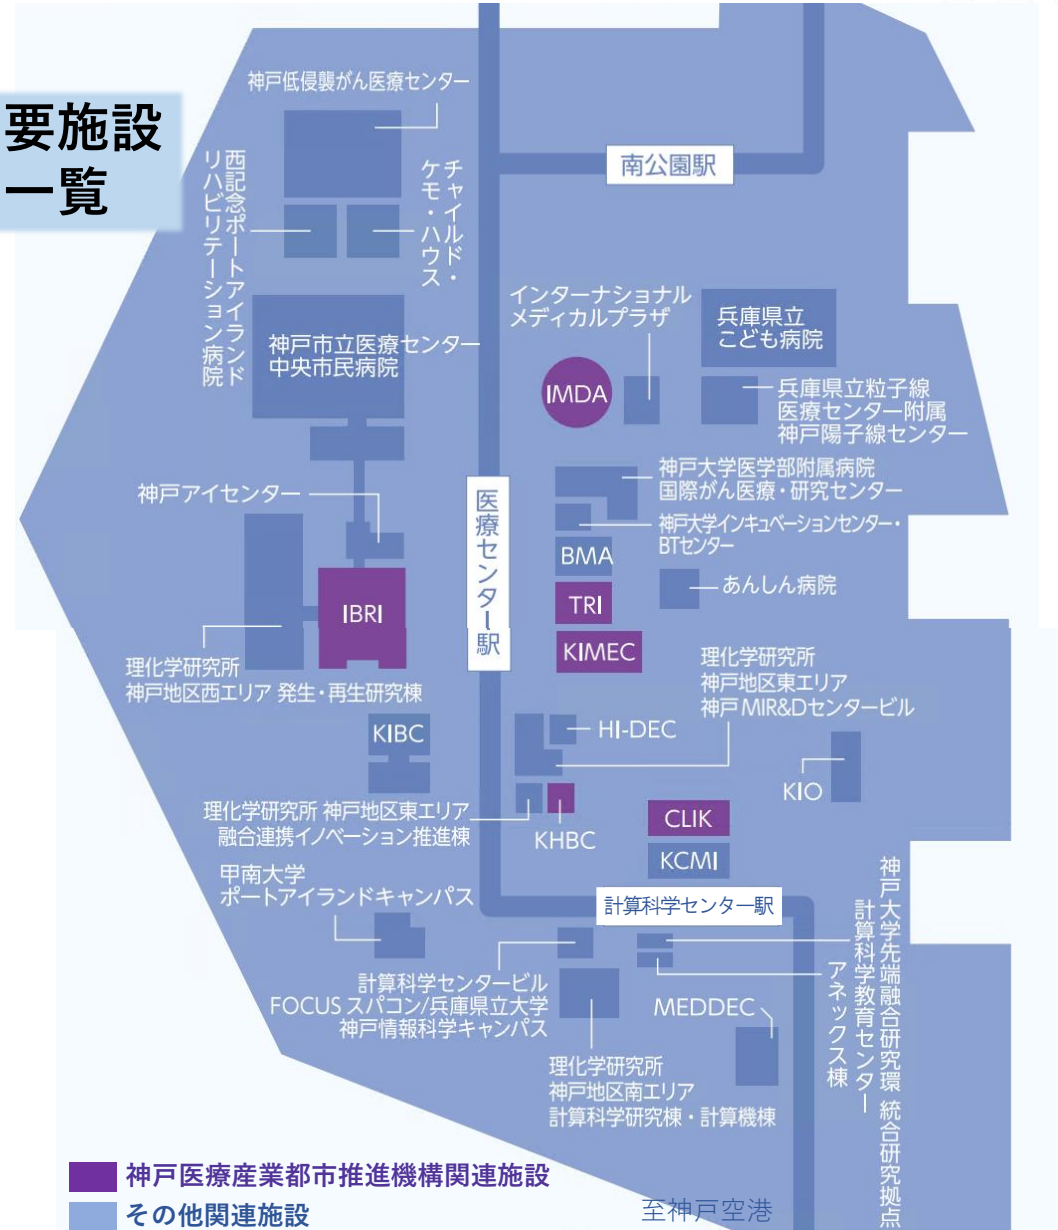 要施設
一覧
神戸低侵襲がん医療センター
南公園駅
西記念ポートアイランド
リハビリテーション病院
チャイルド・
ケモ・ハウス
インターナショナル
メディカルプラザ
兵庫県立
こども病院
神戸市立医療センター
中央市民病院
IMDA
兵庫県立粒子線
医療センター附属
神戸陽子線センター
神戸アイセンター
医療センター駅
神戸大学医学部附属病院
国際がん医療・研究センター
神戸大学インキュベーションセンター・
BTセンター
BMA
あんしん病院
TRI
IBRI
KIMEC
理化学研究所
神戸地区西エリア 発生・再生研究棟
理化学研究所
神戸地区東エリア
神戸 MIR&Dセンタービル
KIBC
HI-DEC
KIO
理化学研究所 神戸地区東エリア
融合連携イノベーション推進棟
KHBC
CLIK
KCMI
甲南大学
ポートアイランドキャンパス
計算科学センター駅
神戸大学先端融合研究環 統合研究拠点
計算科学教育センター
アネックス棟
計算科学センタービル
FOCUS スパコン/兵庫県立大学
神戸情報科学キャンパス
MEDDEC
理化学研究所
神戸地区南エリア
計算科学研究棟・計算機棟
神戸医療産業都市推進機構関連施設
その他関連施設
至神戸空港